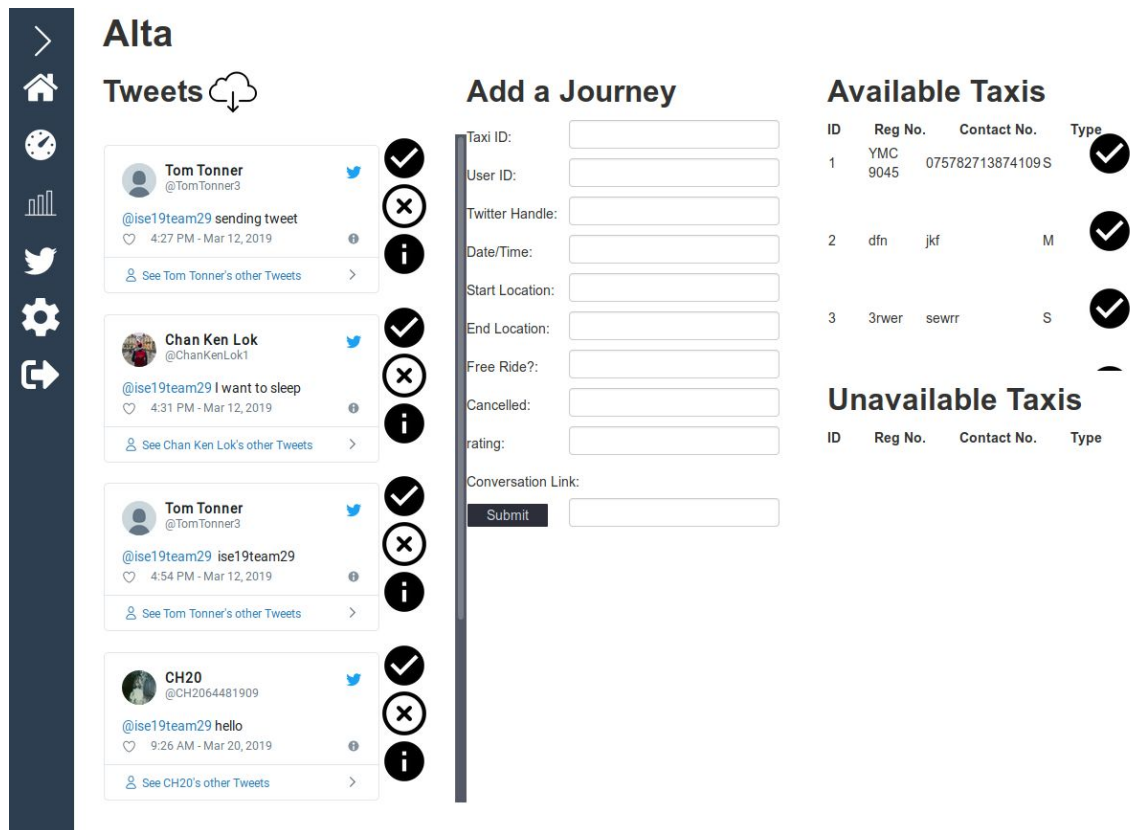 Alta
Tweets
Tom Tonner
@TomTonner3
@ise19team29 sending tweet
4:27 PM - Mar 12, 2019
See Tom Tonner's other Tweets
Chan Ken Lok
@ChanKenLok1
@ise19team29 I want to sleep
4:31 PM - Mar 12, 2019
See Chan Ken Lok's other Tweets
Tom Tonner
@TomTonner3
@ise19team29 ise19team29
4:54 PM - Mar 12, 2019
See Tom Tonner's other Tweets
CH20
@CH2064481909
@ise19team29 hello
9:26 AM - Mar 20, 2019
See CH20's other Tweets
Add a Journey
Taxi ID:
User ID:
Twitter Handle:
Date/Time:
Start Location:
End Location:
Free Ride?:
Cancelled:
rating:
Conversation Link:
Submit
Available Taxis
ID Reg No. Contact No. Type
1 YMC 9045 075782713874109 S
2 dfn jkf M
3 3rwer sewrr S
Unavailable Taxis
ID Reg No. Contact No. Type